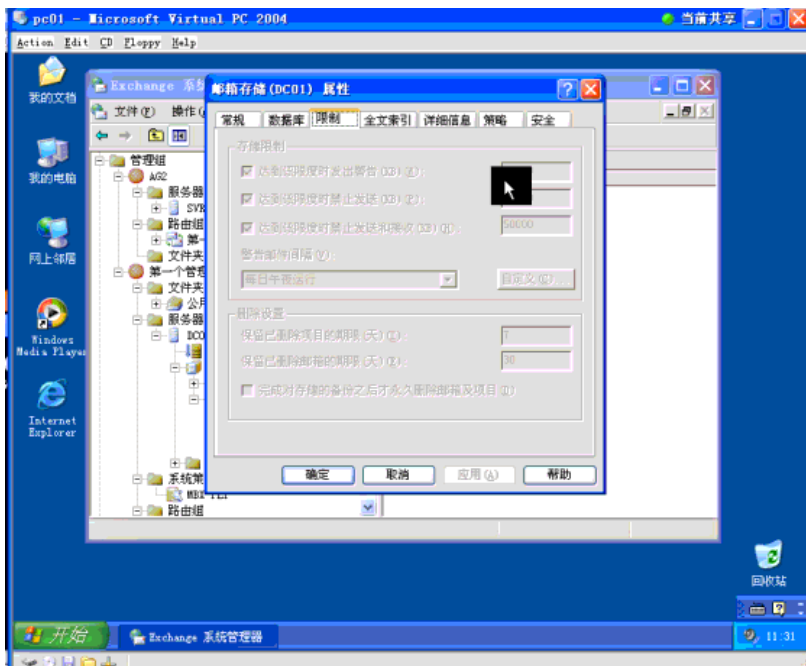 pc01 - Microsoft Virtual PC 2004
当前共享
Action Edit CD Floppy Help
我的文档
我的电脑
网上邻居
Windows
Media Player
Internet
Explorer
Exchange 系
文件(F) 操作(
管理组
AG2
服务器
路由组
第一
文件夹
第一个管理
文件夹
公用
服务器
系统策
路由组
邮箱存储(DC01) 属性
常规 数据库 限制 全文索引 详细信息 策略 安全
存储限制
达到该限度时发出警告(KB)
达到该限度时禁止发送(KB)
达到该限度时禁止发送和接收(KB)(H):
50000
警告邮件间隔(V):
每日午夜运行
自定义(C)...
删除设置
保留已删除项目的期限(天)
7
保留已删除邮箱的期限(天)
30
完成对存储的备份之后才永久删除邮箱及项目(D)
确定 取消 应用(A) 帮助
回收站
开始
Exchange 系统管理器
11:31